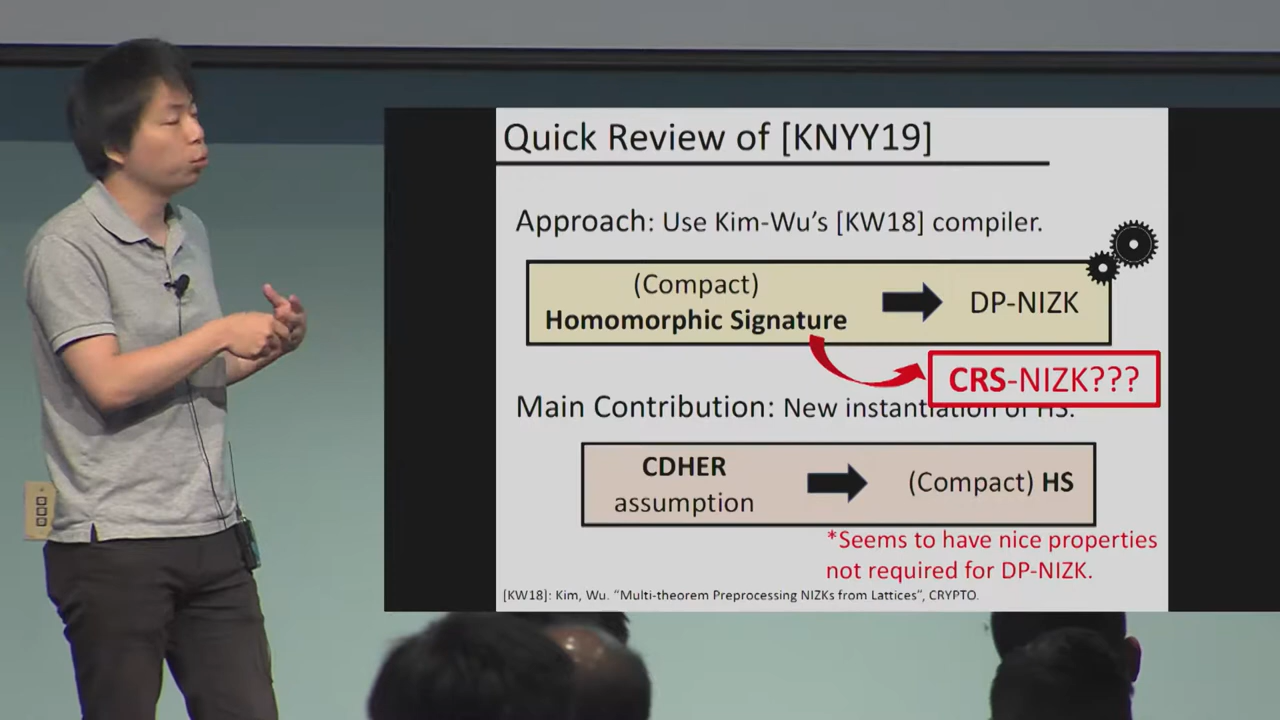 Quick Review of [KNYY19]
Approach: Use Kim-Wu's [KW18] compiler.
(Compact)
Homomorphic Signature
DP-NIZK
CRS-NIZK???
Main Contribution: New instantiation of HS.
CDHER
assumption
(Compact) HS
*Seems to have nice properties
not required for DP-NIZK.
[KW18]: Kim, Wu. "Multi-theorem Preprocessing NIZKs from Lattices", CRYPTO.